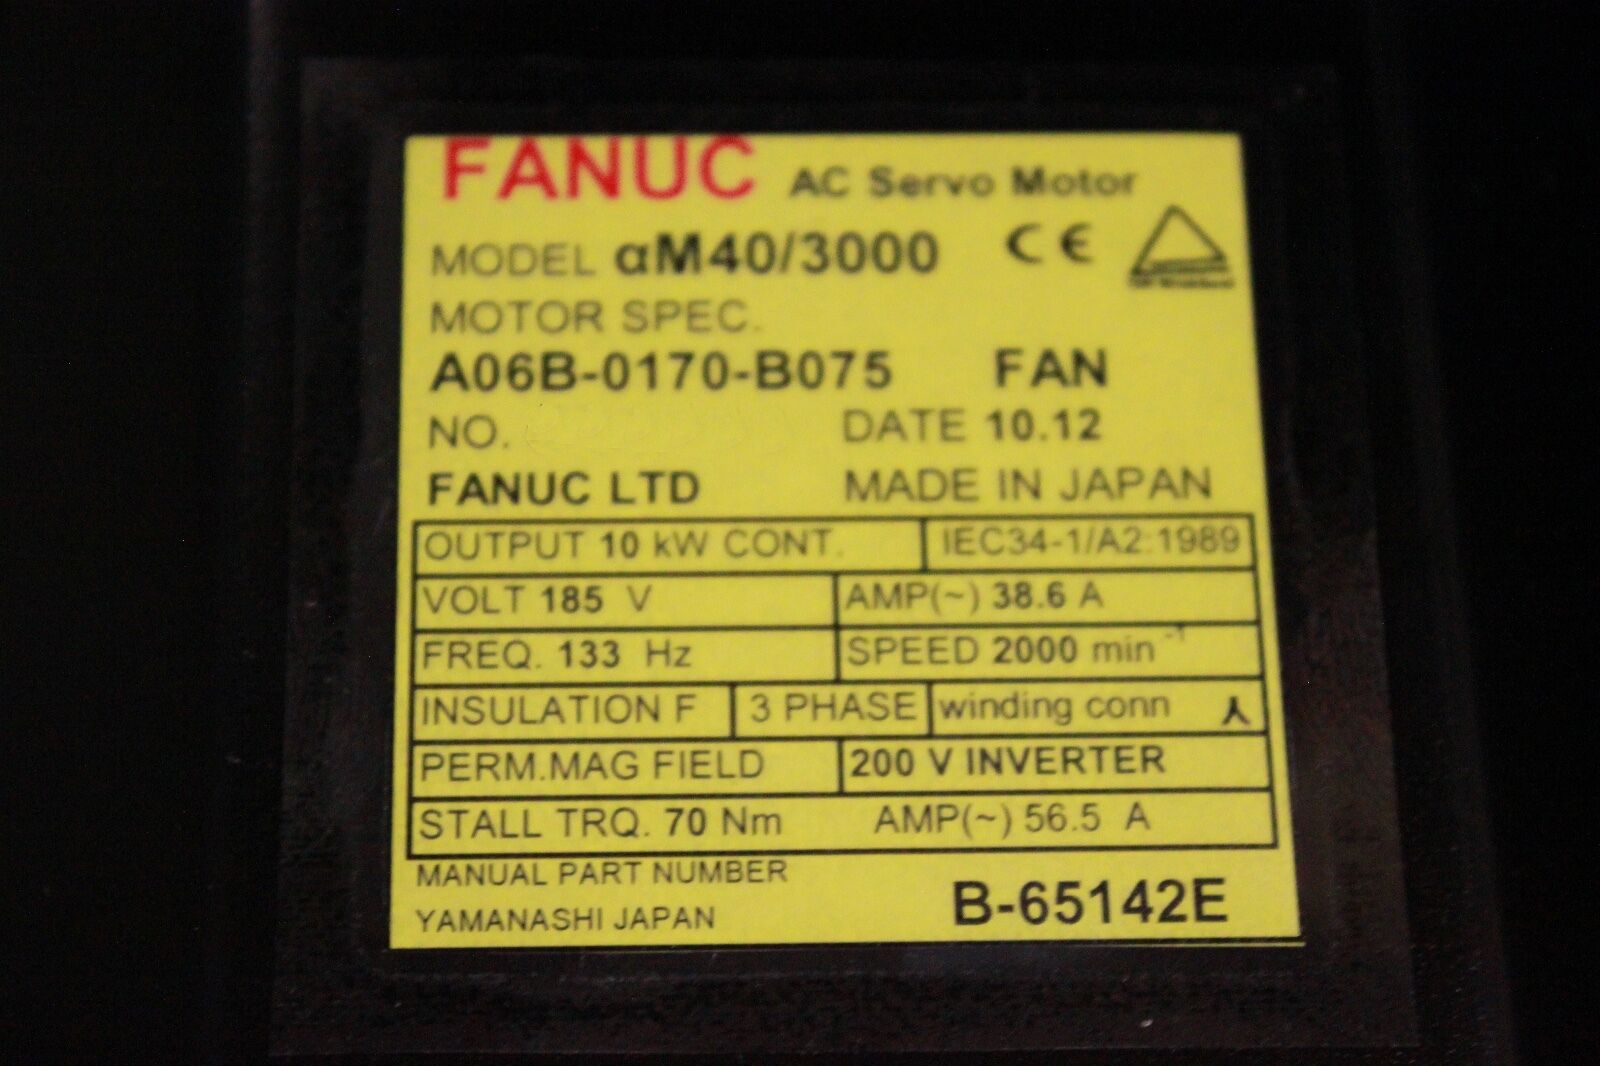 FANUC AC Servo Motor
MODEL αM40/3000 CE
MOTOR SPEC.
A06B-0170-B075 FAN
NO. DATE 10.12
FANUC LTD MADE IN JAPAN
OUTPUT 10 kW CONT. IEC34-1/A2:1989
VOLT 185 V AMP(~) 38.6 A
FREQ. 133 Hz SPEED 2000 min⁻¹
INSULATION F 3 PHASE winding conn
PERM.MAG FIELD 200 V INVERTER
STALL TRQ. 70 Nm AMP(~) 56.5 A
MANUAL PART NUMBER
YAMANASHI JAPAN B-65142E